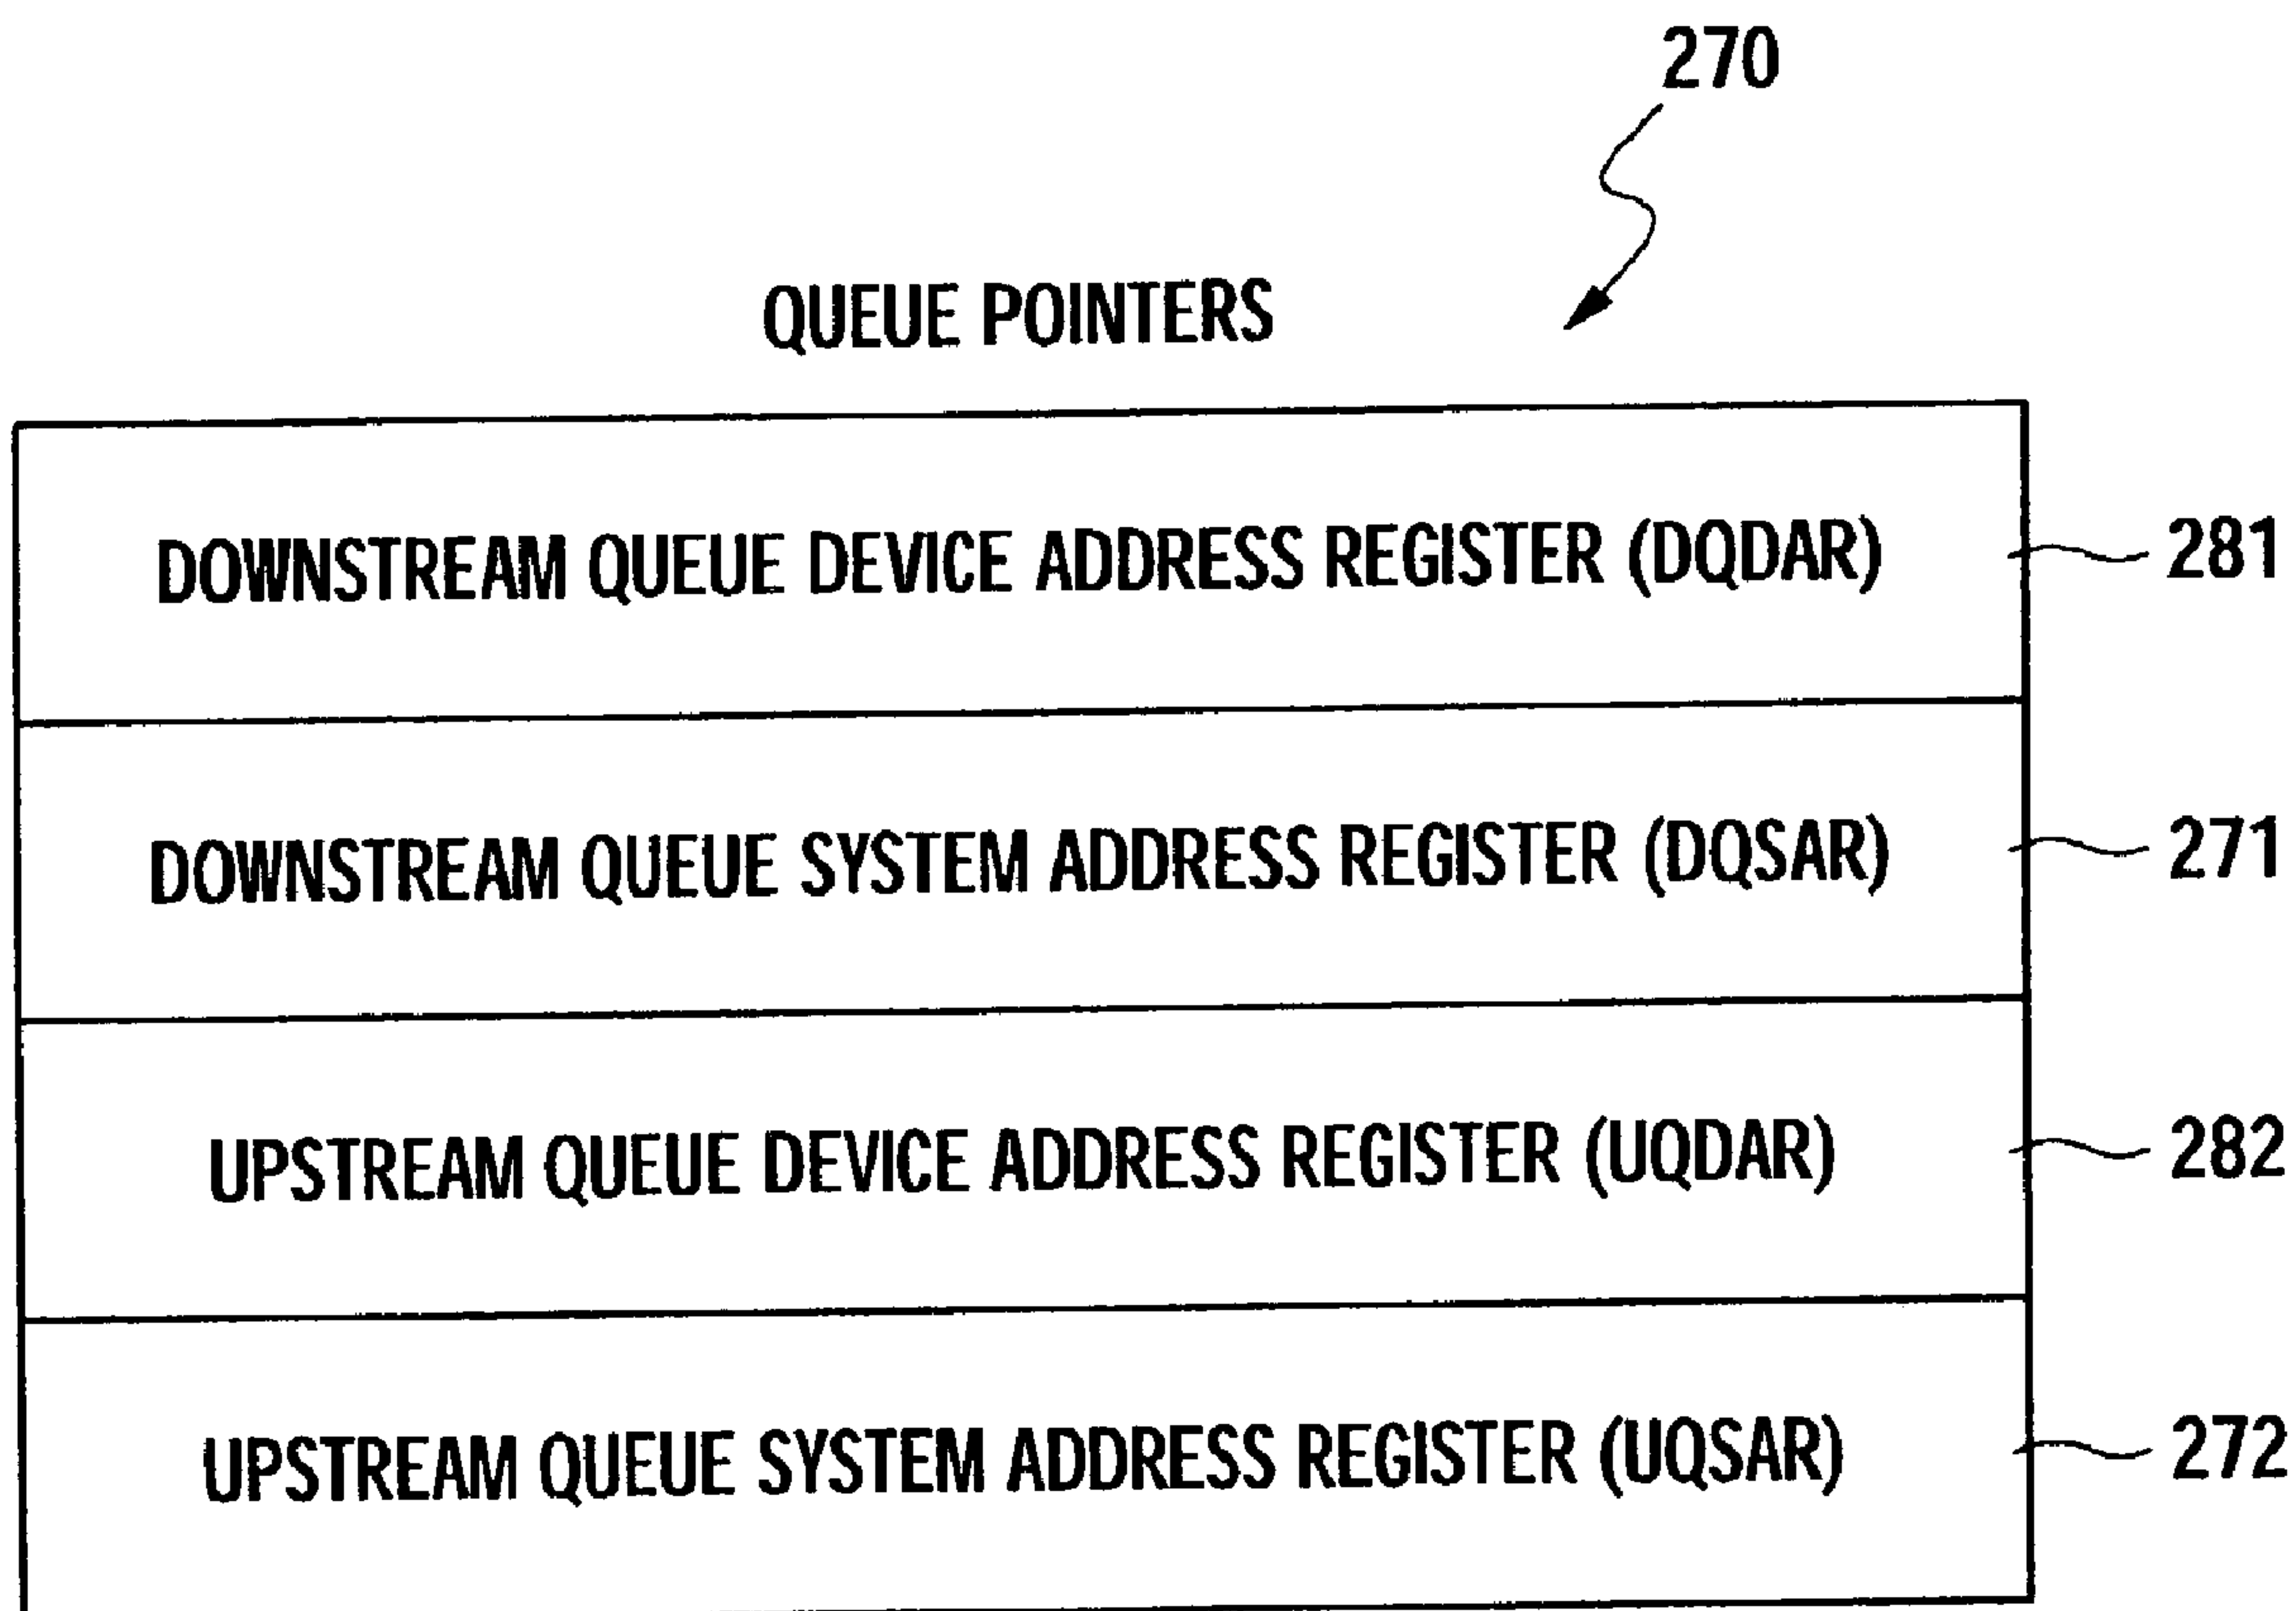 270
QUEUE POINTERS
DOWNSTREAM QUEUE DEVICE ADDRESS REGISTER (DQDAR) 281
DOWNSTREAM QUEUE SYSTEM ADDRESS REGISTER (DQSAR) 271
UPSTREAM QUEUE DEVICE ADDRESS REGISTER (UQDAR) 282
UPSTREAM QUEUE SYSTEM ADDRESS REGISTER (UQSAR) 272